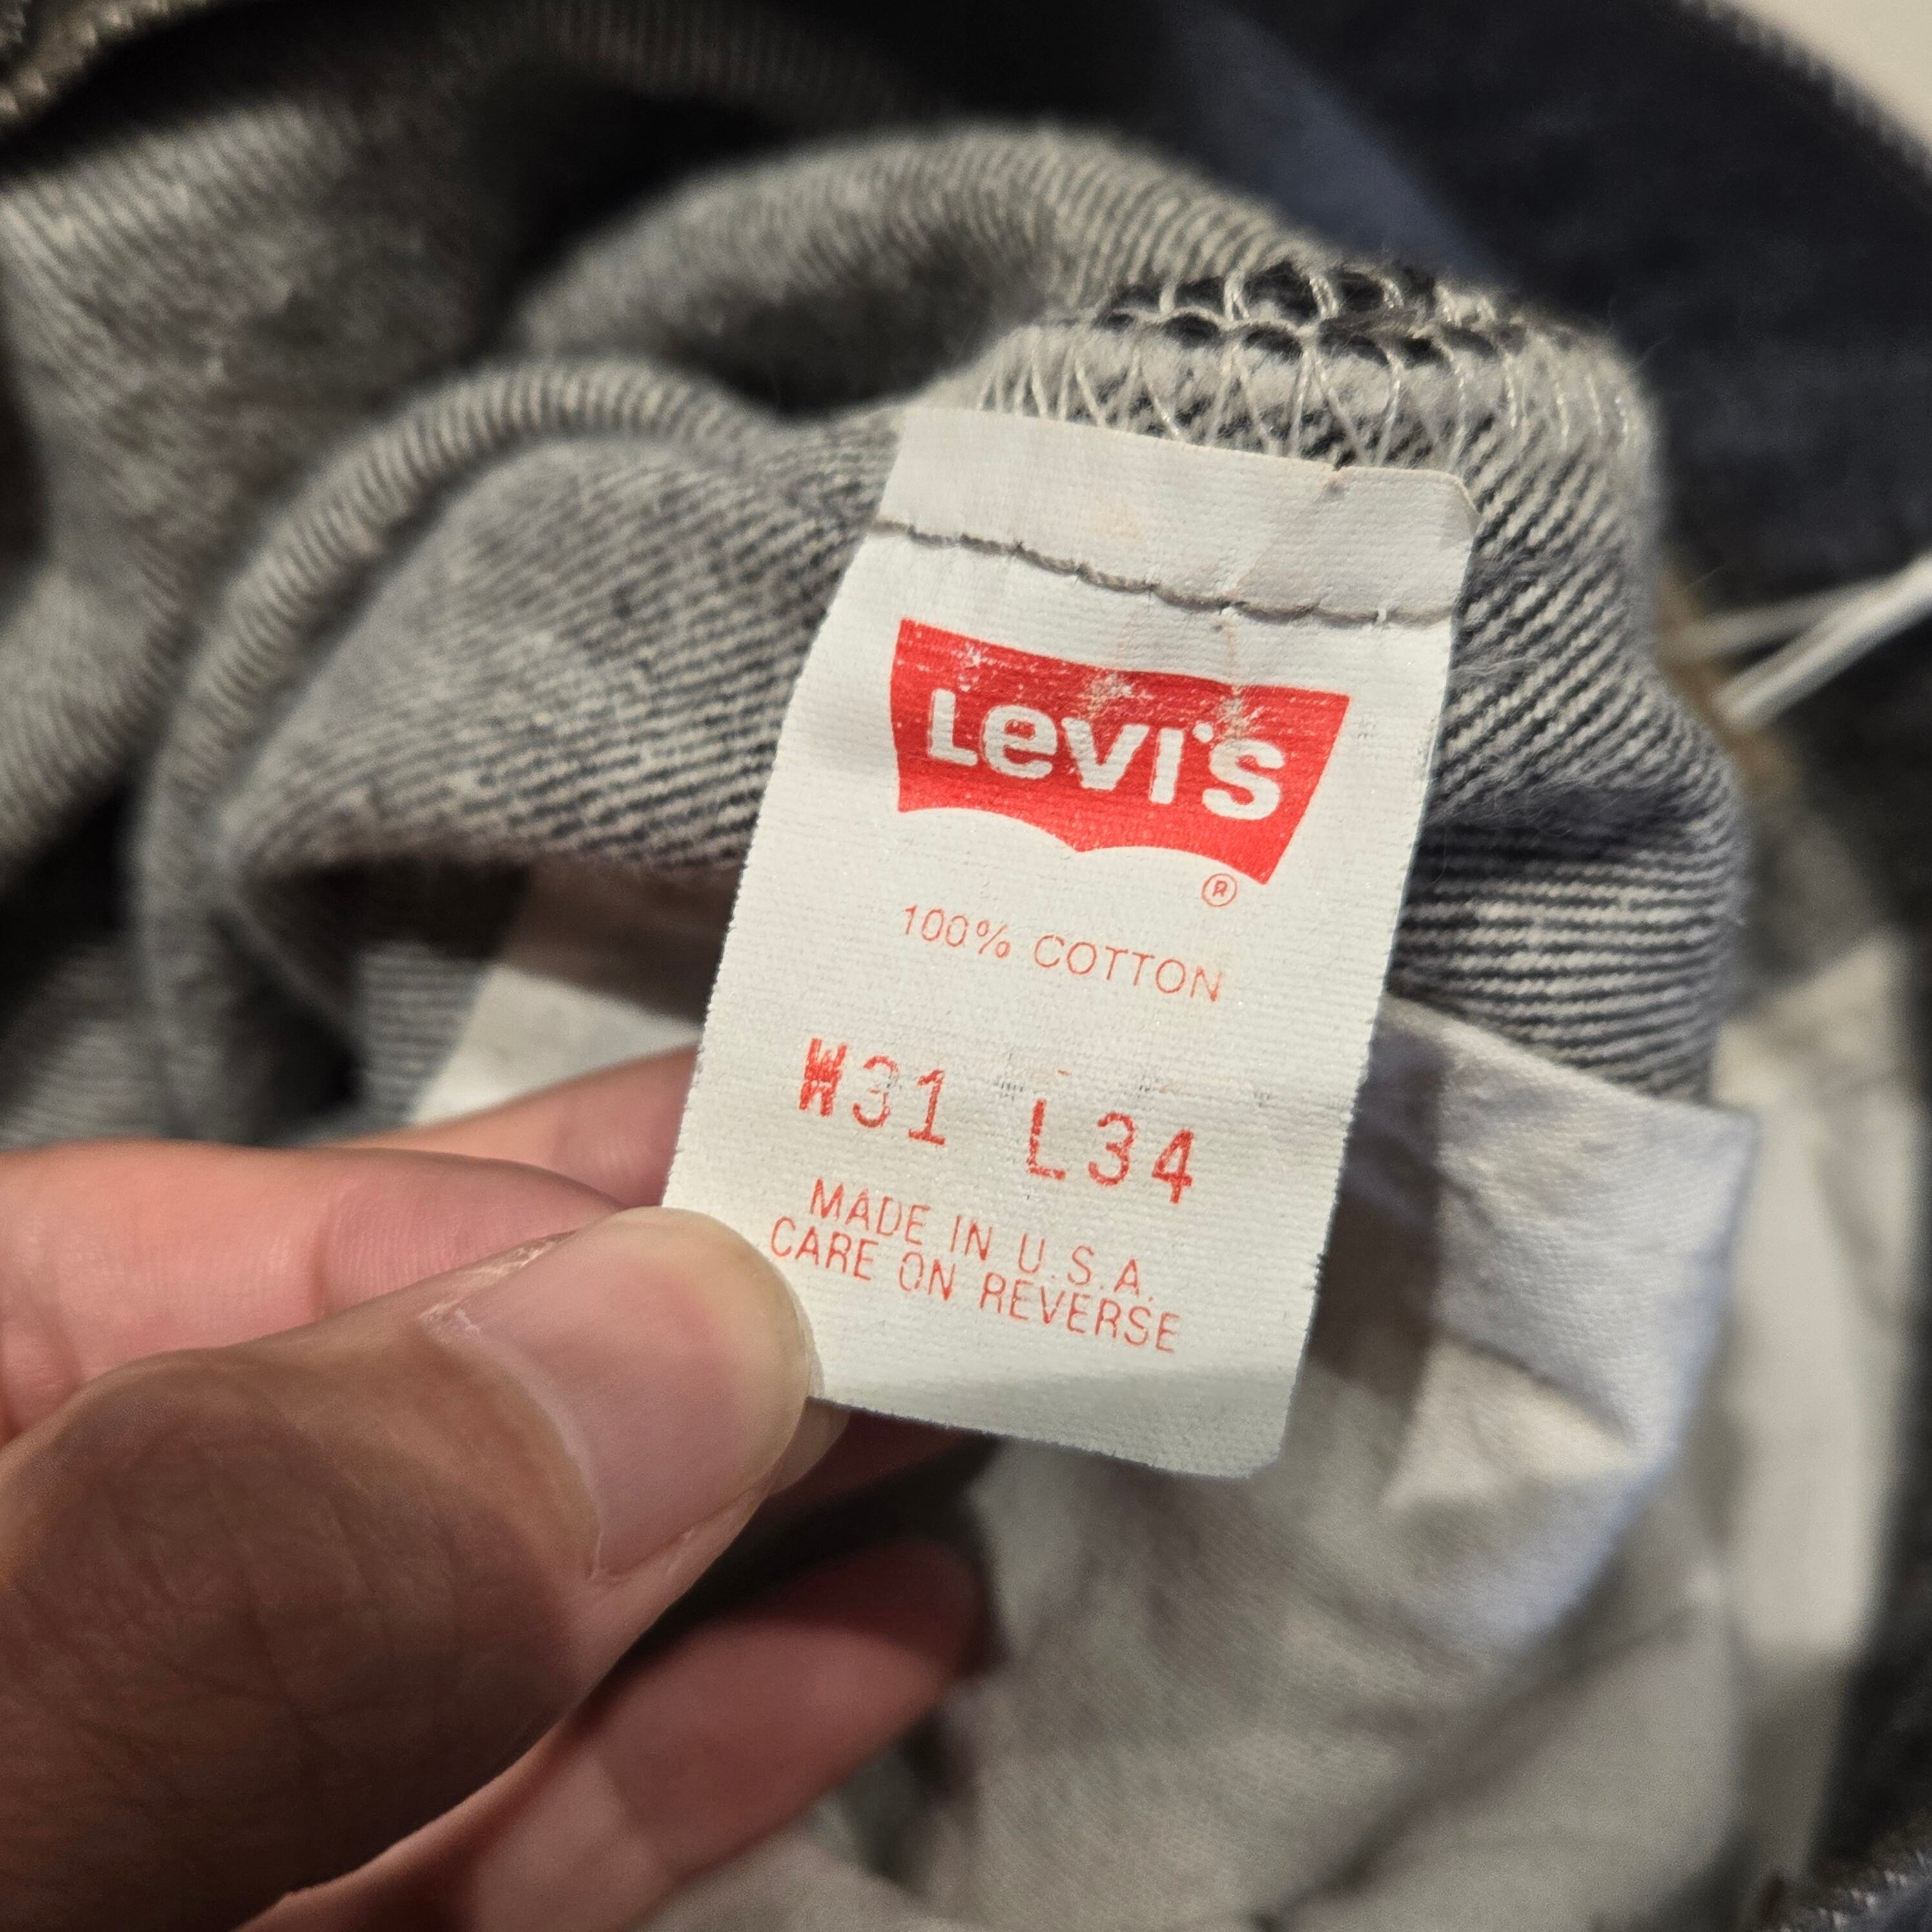 Levi's
®
100% COTTON
W31 L34
MADE IN U.S.A.
CARE ON REVERSE